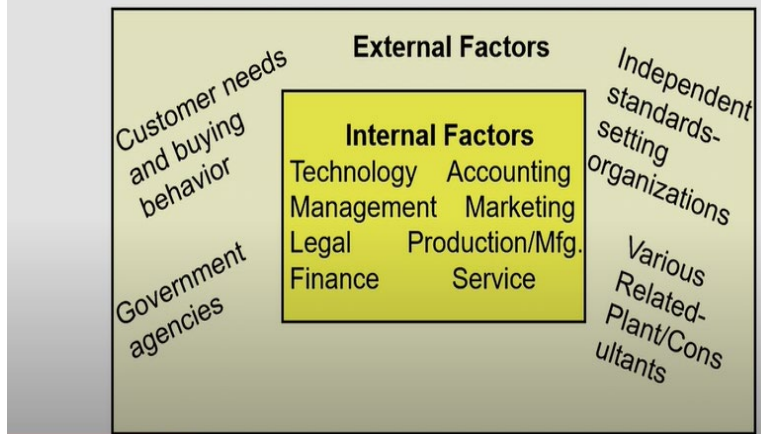 External Factors
Customer needs
and buying
behavior
Independent
standards-
setting
organizations
Internal Factors
Technology Accounting
Management Marketing
Legal Production/Mfg.
Finance Service
Government
agencies
Various
Related-
Plant/Cons
ultants